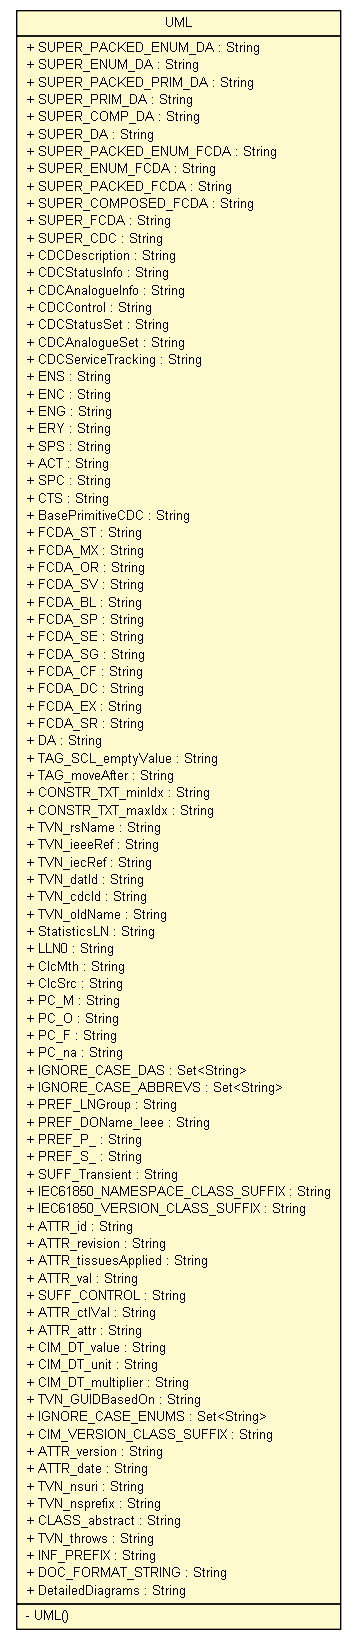 UML
+ SUPER_PACKED_ENUM_DA : String
+ SUPER_ENUM_DA : String
+ SUPER_PACKED_PRIM_DA : String
+ SUPER_PRIM_DA : String
+ SUPER_COMP_DA : String
+ SUPER_DA : String
+ SUPER_PACKED_ENUM_FCDA : String
+ SUPER_ENUM_FCDA : String
+ SUPER_PACKED_FCDA : String
+ SUPER_COMPOSED_FCDA : String
+ SUPER_FCDA : String
+ SUPER_CDC : String
+ CDCDescription : String
+ CDCStatusInfo : String
+ CDCAnalogueInfo : String
+ CDCControl : String
+ CDCStatusSet : String
+ CDCAnalogueSet : String
+ CDCServiceTracking : String
+ ENS : String
+ ENC : String
+ ENG : String
+ ERY : String
+ SPS : String
+ ACT : String
+ SPC : String
+ CTS : String
+ BasePrimitiveCDC : String
+ FCDA_ST : String
+ FCDA_MX : String
+ FCDA_OR : String
+ FCDA_SV : String
+ FCDA_BL : String
+ FCDA_SP : String
+ FCDA_SE : String
+ FCDA_SG : String
+ FCDA_CF : String
+ FCDA_DC : String
+ FCDA_EX : String
+ FCDA_SR : String
+ DA : String
+ TAG_SCL_emptyValue : String
+ TAG_moveAfter : String
+ CONSTR_TXT_minIdx : String
+ CONSTR_TXT_maxIdx : String
+ TVN_rsName : String
+ TVN_ieeeRef : String
+ TVN_iecRef : String
+ TVN_datId : String
+ TVN_cdcId : String
+ TVN_oldName : String
+ StatisticsLN : String
+ LLN0 : String
+ ClcMth : String
+ ClcSrc : String
+ PC_M : String
+ PC_O : String
+ PC_F : String
+ PC_na : String
+ IGNORE_CASE_DAS : Set<String>
+ IGNORE_CASE_ABBREVS : Set<String>
+ PREF_LNGroup : String
+ PREF_DOName_Ieee : String
+ PREF_P_ : String
+ PREF_S_ : String
+ SUFF_Transient : String
+ IEC61850_NAMESPACE_CLASS_SUFFIX : String
+ IEC61850_VERSION_CLASS_SUFFIX : String
+ ATTR_id : String
+ ATTR_revision : String
+ ATTR_tissuesApplied : String
+ ATTR_val : String
+ SUFF_CONTROL : String
+ ATTR_ctlVal : String
+ ATTR_attr : String
+ CIM_DT_value : String
+ CIM_DT_unit : String
+ CIM_DT_multiplier : String
+ TVN_GUIDBasedOn : String
+ IGNORE_CASE_ENUMS : Set<String>
+ CIM_VERSION_CLASS_SUFFIX : String
+ ATTR_version : String
+ ATTR_date : String
+ TVN_nsuri : String
+ TVN_nsprefix : String
+ CLASS_abstract : String
+ TVN_throws : String
+ INF_PREFIX : String
+ DOC_FORMAT_STRING : String
+ DetailedDiagrams : String
- UML()